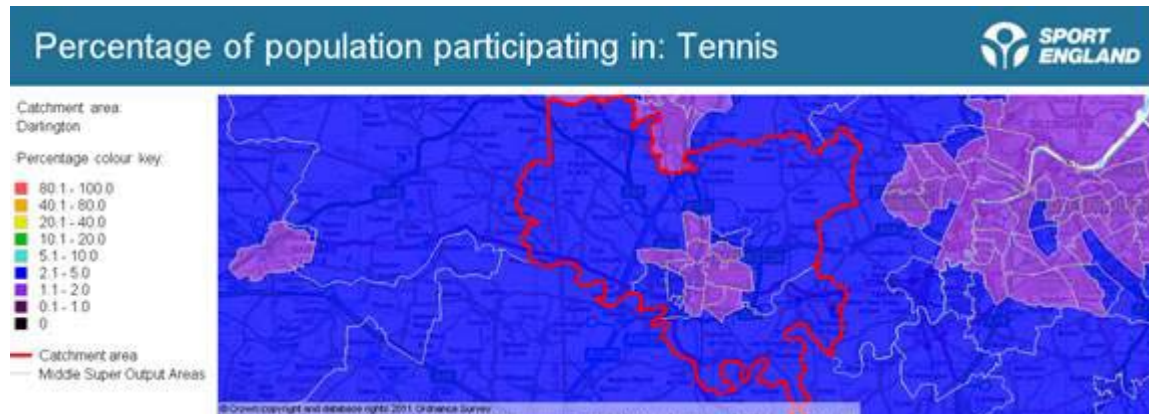 Percentage of population participating in: Tennis
SPORT
ENGLAND
Catchment area:
Darlington
Percentage colour key:
80.1 - 100.0
40.1 - 80.0
20.1 - 40.0
10.1 - 20.0
5.1 - 10.0
2.1 - 5.0
1.1 - 2.0
0.1 - 1.0
0
Catchment area
Middle Super Output Areas
© Crown copyright and database rights 2011 Ordnance Survey